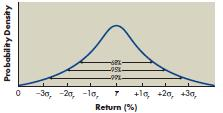 Probability Density
68%
95%
99%
0 −3σr −2σr −1σr r̄ +1σr +2σr +3σr
Return (%)